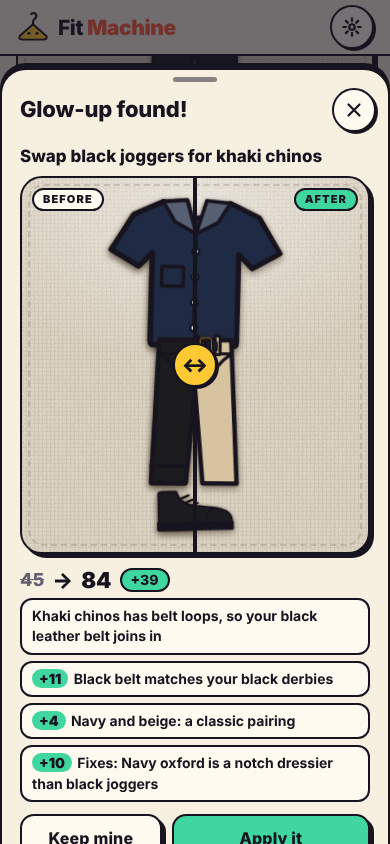 Fit Machine
Glow-up found!
Swap black joggers for khaki chinos
BEFORE
AFTER
45 → 84 +39
Khaki chinos has belt loops, so your black
leather belt joins in
+11 Black belt matches your black derbies
+4 Navy and beige: a classic pairing
+10 Fixes: Navy oxford is a notch dressier
than black joggers
Keep mine
Apply it